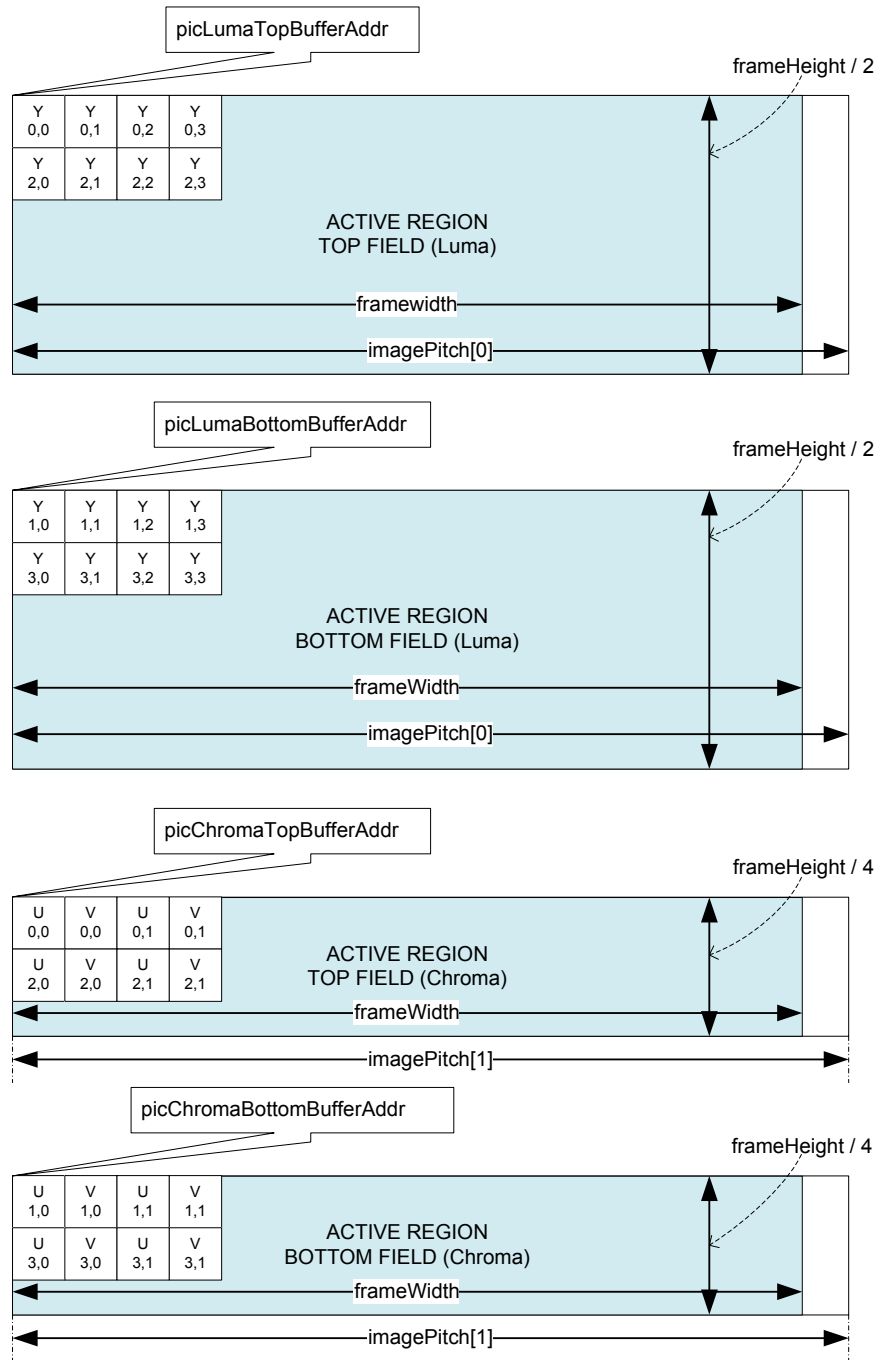 picLumaTopBufferAddr
frameHeight / 2
Y Y Y Y
0,0 0,1 0,2 0,3
Y Y Y Y
2,0 2,1 2,2 2,3
ACTIVE REGION
TOP FIELD (Luma)
framewidth
imagePitch[0]
picLumaBottomBufferAddr
frameHeight / 2
Y Y Y Y
1,0 1,1 1,2 1,3
Y Y Y Y
3,0 3,1 3,2 3,3
ACTIVE REGION
BOTTOM FIELD (Luma)
frameWidth
imagePitch[0]
picChromaTopBufferAddr
frameHeight / 4
U V U V
0,0 0,0 0,1 0,1
U V U V
2,0 2,0 2,1 2,1
ACTIVE REGION
TOP FIELD (Chroma)
frameWidth
imagePitch[1]
picChromaBottomBufferAddr
frameHeight / 4
U V U V
1,0 1,0 1,1 1,1
U V U V
3,0 3,0 3,1 3,1
ACTIVE REGION
BOTTOM FIELD (Chroma)
frameWidth
imagePitch[1]